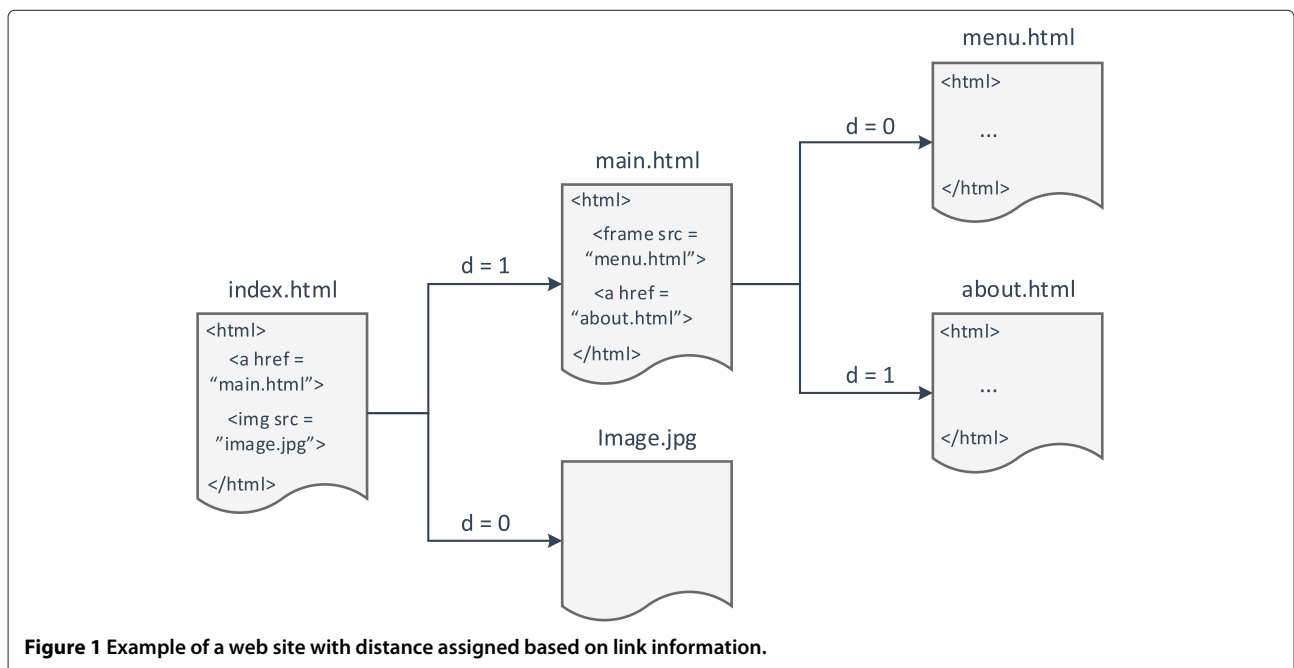 index.html
<html>
<a href =
“main.html”>
<img src =
”image.jpg”>
</html>
d = 1
d = 0
main.html
<html>
<frame src =
“menu.html”>
<a href =
“about.html”>
</html>
Image.jpg
d = 0
d = 1
menu.html
<html>
...
</html>
about.html
<html>
...
</html>
Figure 1 Example of a web site with distance assigned based on link information.